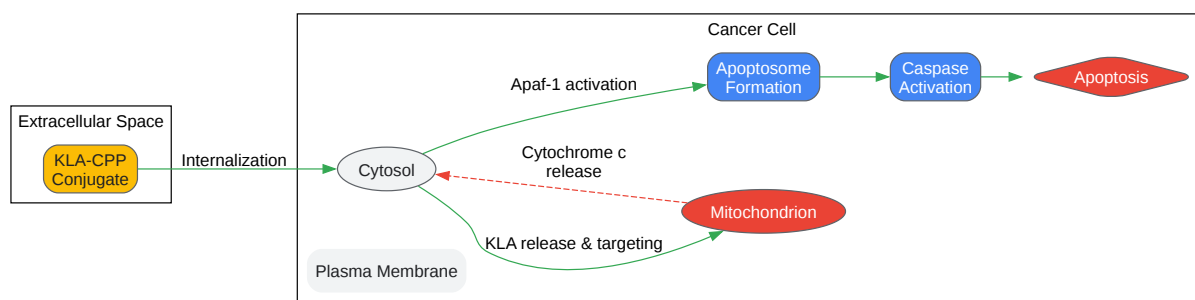 Cancer Cell
Apoptosome
Formation
Caspase
Activation
Apoptosis
Apaf-1 activation
Extracellular Space
KLA-CPP
Conjugate
Internalization
Cytosol
Cytochrome c
release
Mitochondrion
KLA release & targeting
Plasma Membrane